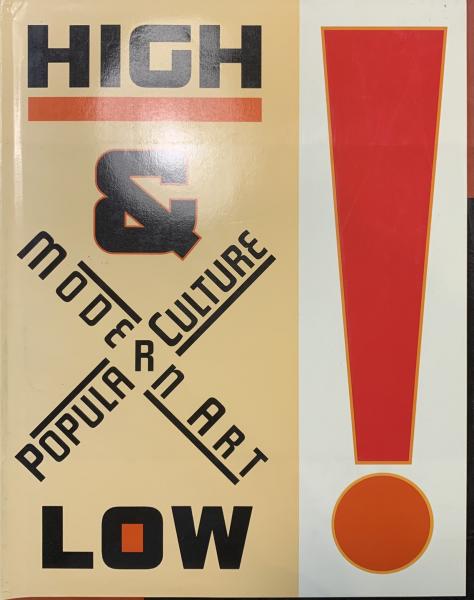 HIGH
&
MODERN ART
POPULAR CULTURE
LOW
!